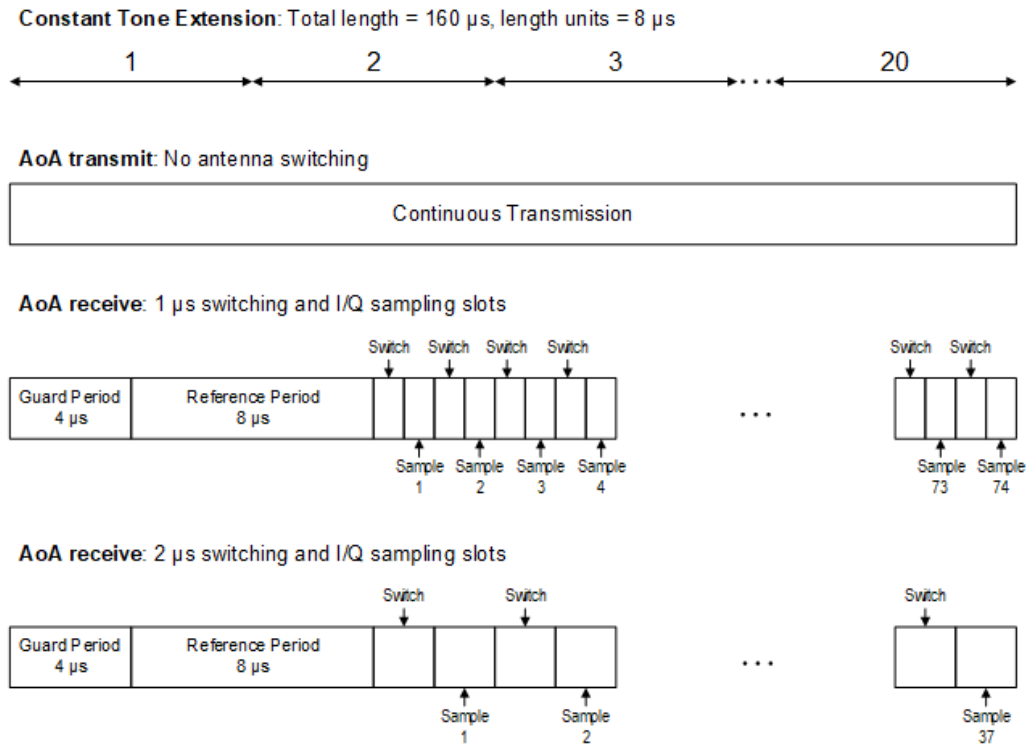 Constant Tone Extension: Total length = 160 µs, length units = 8 µs
1 2 3 ... 20
AoA transmit: No antenna switching
Continuous Transmission
AoA receive: 1 µs switching and I/Q sampling slots
Switch Switch Switch Switch Switch Switch
Guard Period
4 µs
Reference Period
8 µs
...
Sample
1
Sample
2
Sample
3
Sample
4
Sample
73
Sample
74
AoA receive: 2 µs switching and I/Q sampling slots
Switch Switch Switch
Guard Period
4 µs
Reference Period
8 µs
...
Sample
1
Sample
2
Sample
37